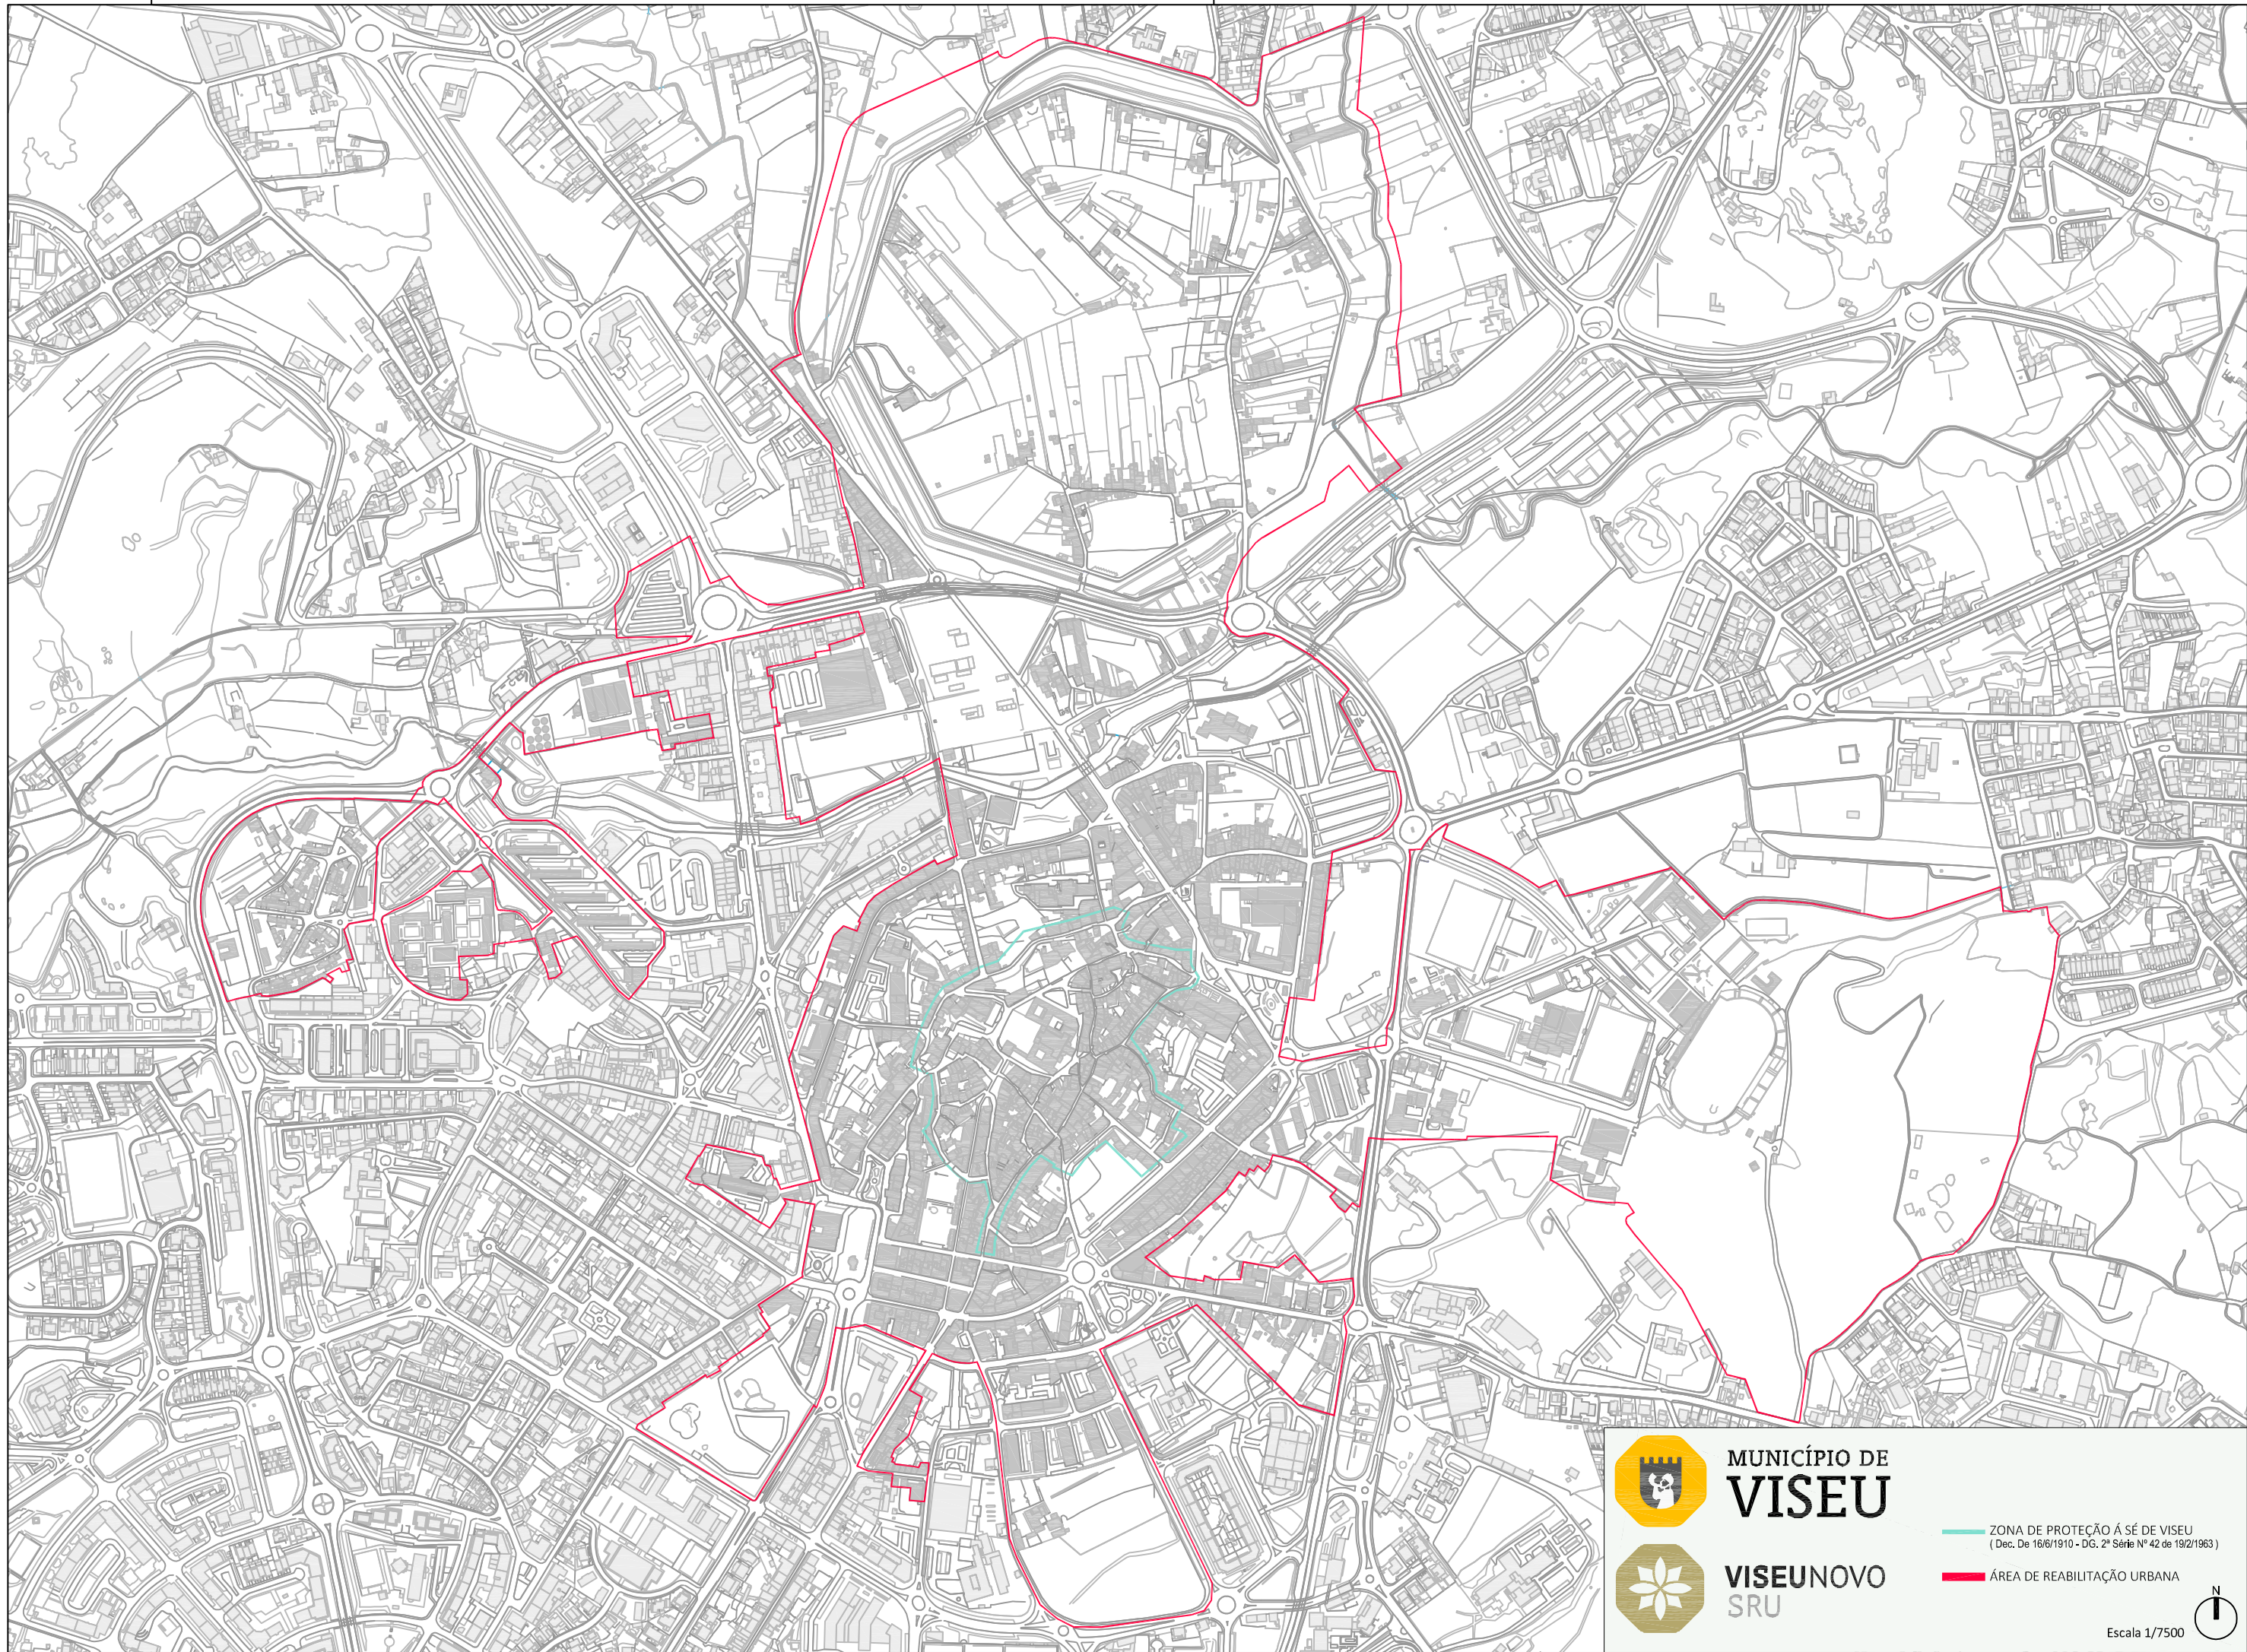 MUNICÍPIO DE
VISEU
ZONA DE PROTEÇÃO Á SÉ DE VISEU
( Dec. De 16/6/1910 - DG. 2ª Série Nº 42 de 19/2/1963 )
VISEUNOVO
SRU
ÁREA DE REABILITAÇÃO URBANA
N
Escala 1/7500